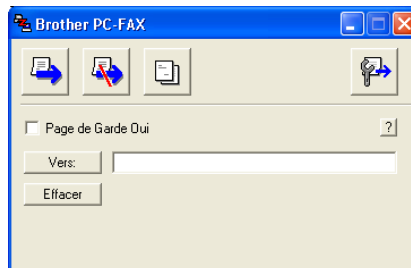 Brother PC-FAX
Page de Garde Oui
?
Vers:
Effacer